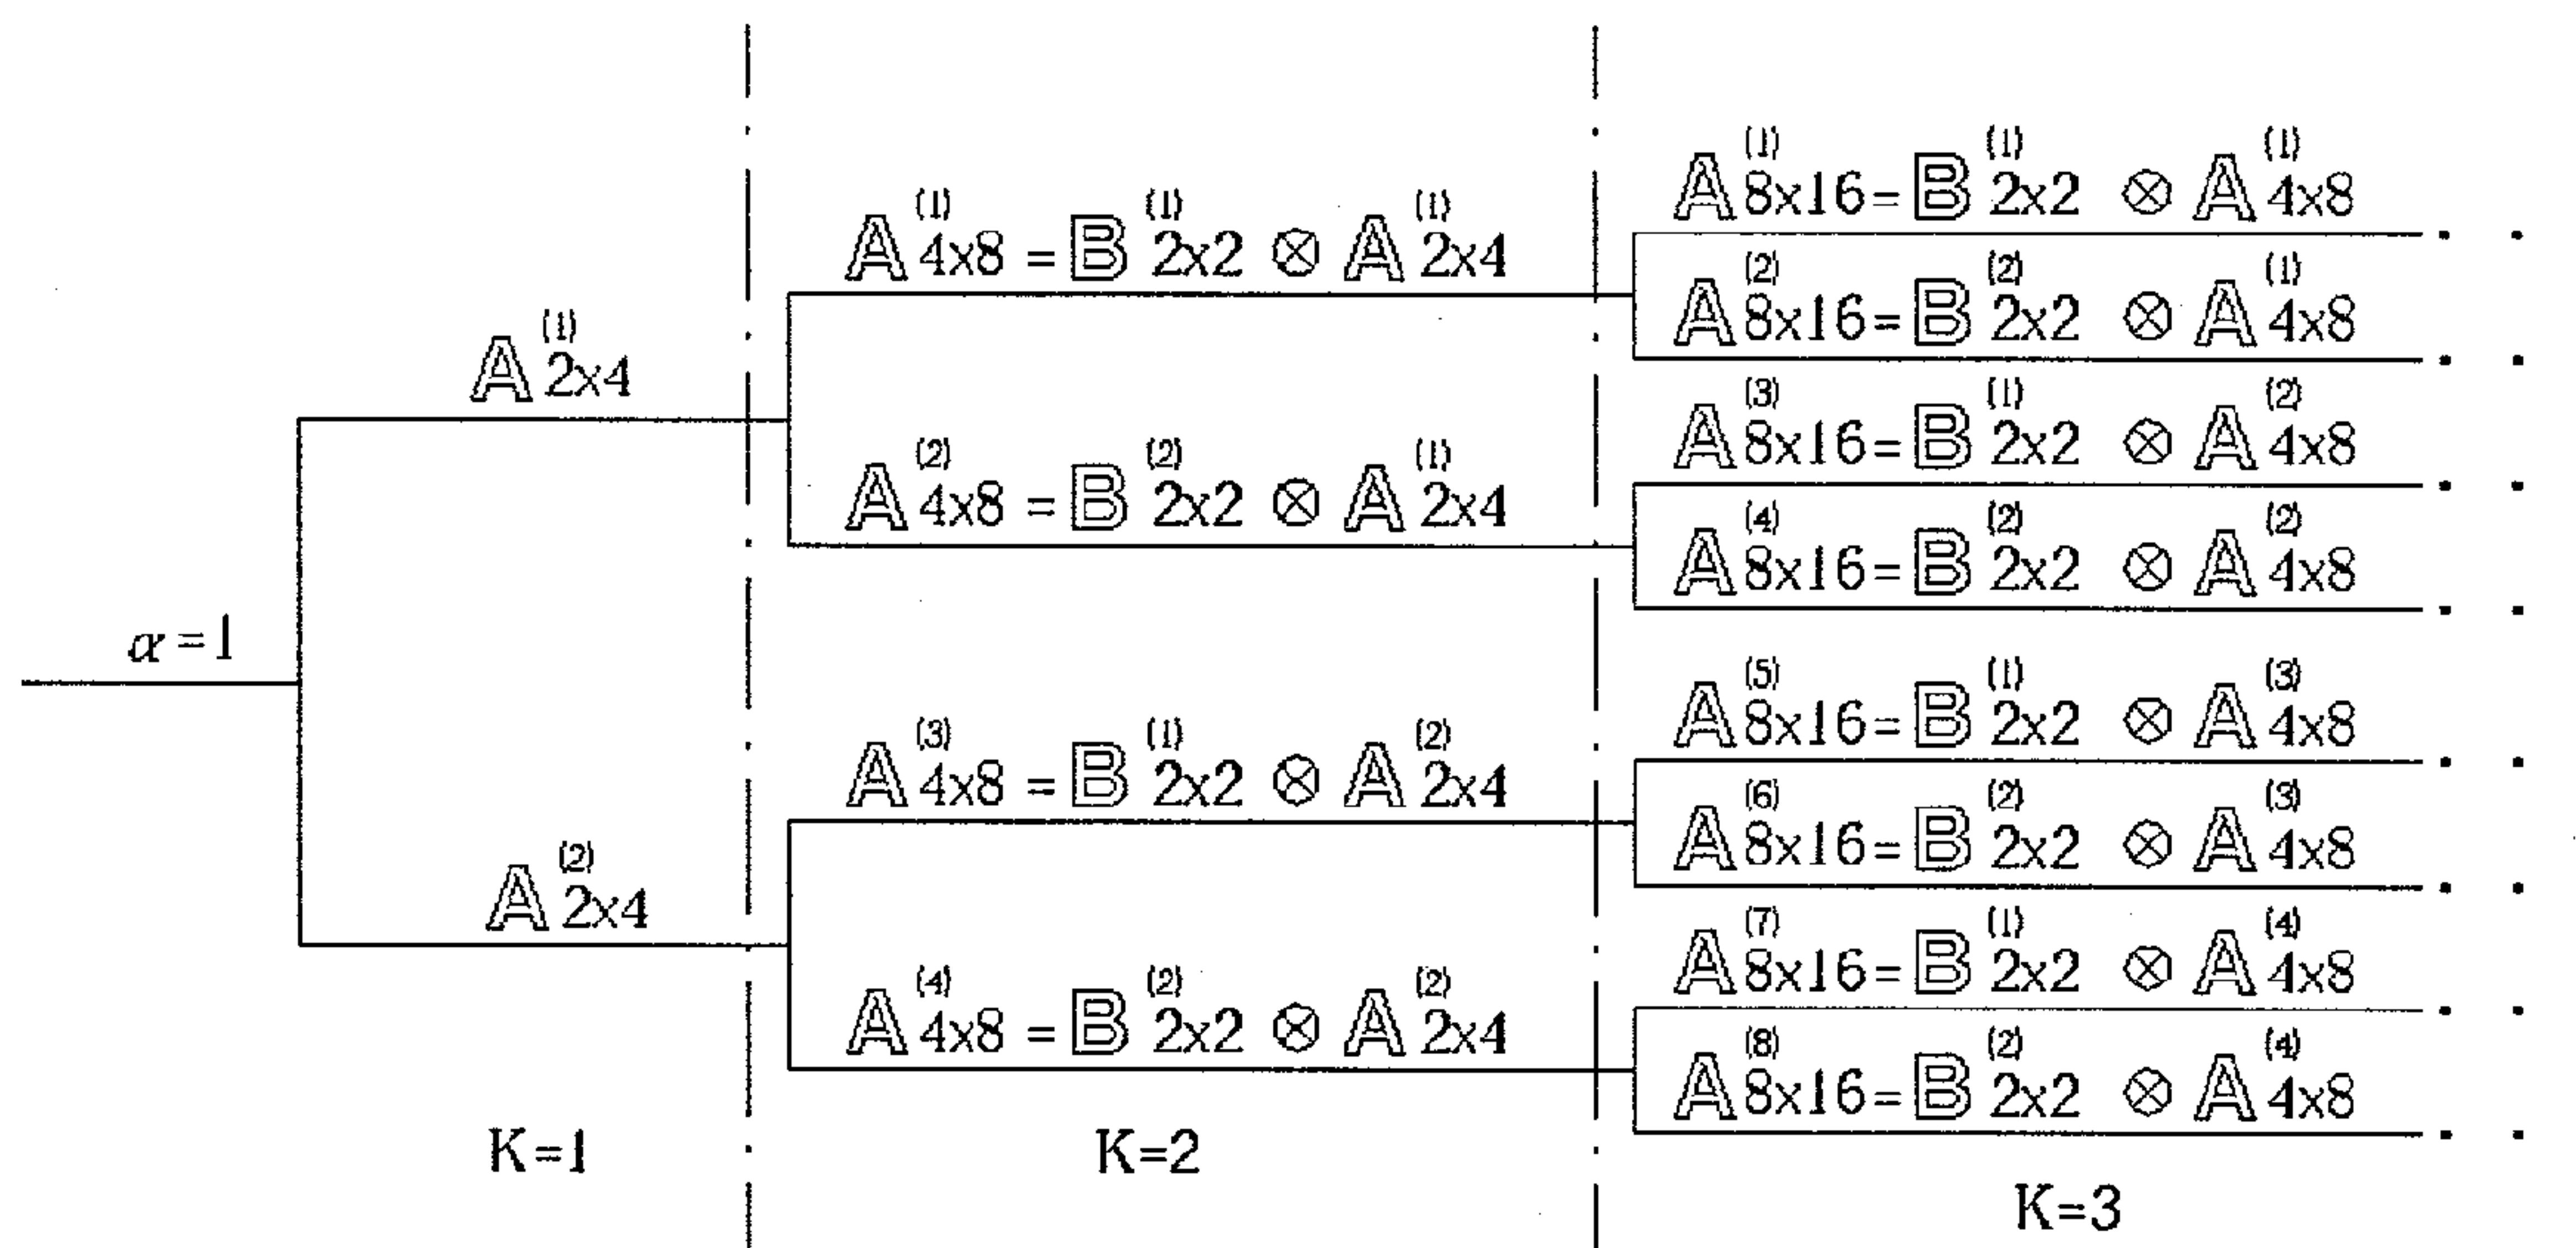 α=1
A (1) 2x4
A (2) 2x4
K=1
A (1) 4x8 = B (1) 2x2 ⊗ A (1) 2x4
A (2) 4x8 = B (2) 2x2 ⊗ A (1) 2x4
A (3) 4x8 = B (1) 2x2 ⊗ A (2) 2x4
A (4) 4x8 = B (2) 2x2 ⊗ A (2) 2x4
K=2
A (1) 8x16 = B (1) 2x2 ⊗ A (1) 4x8
A (2) 8x16 = B (2) 2x2 ⊗ A (1) 4x8
A (3) 8x16 = B (1) 2x2 ⊗ A (2) 4x8
A (4) 8x16 = B (2) 2x2 ⊗ A (2) 4x8
A (5) 8x16 = B (1) 2x2 ⊗ A (3) 4x8
A (6) 8x16 = B (2) 2x2 ⊗ A (3) 4x8
A (7) 8x16 = B (1) 2x2 ⊗ A (4) 4x8
A (8) 8x16 = B (2) 2x2 ⊗ A (4) 4x8
K=3